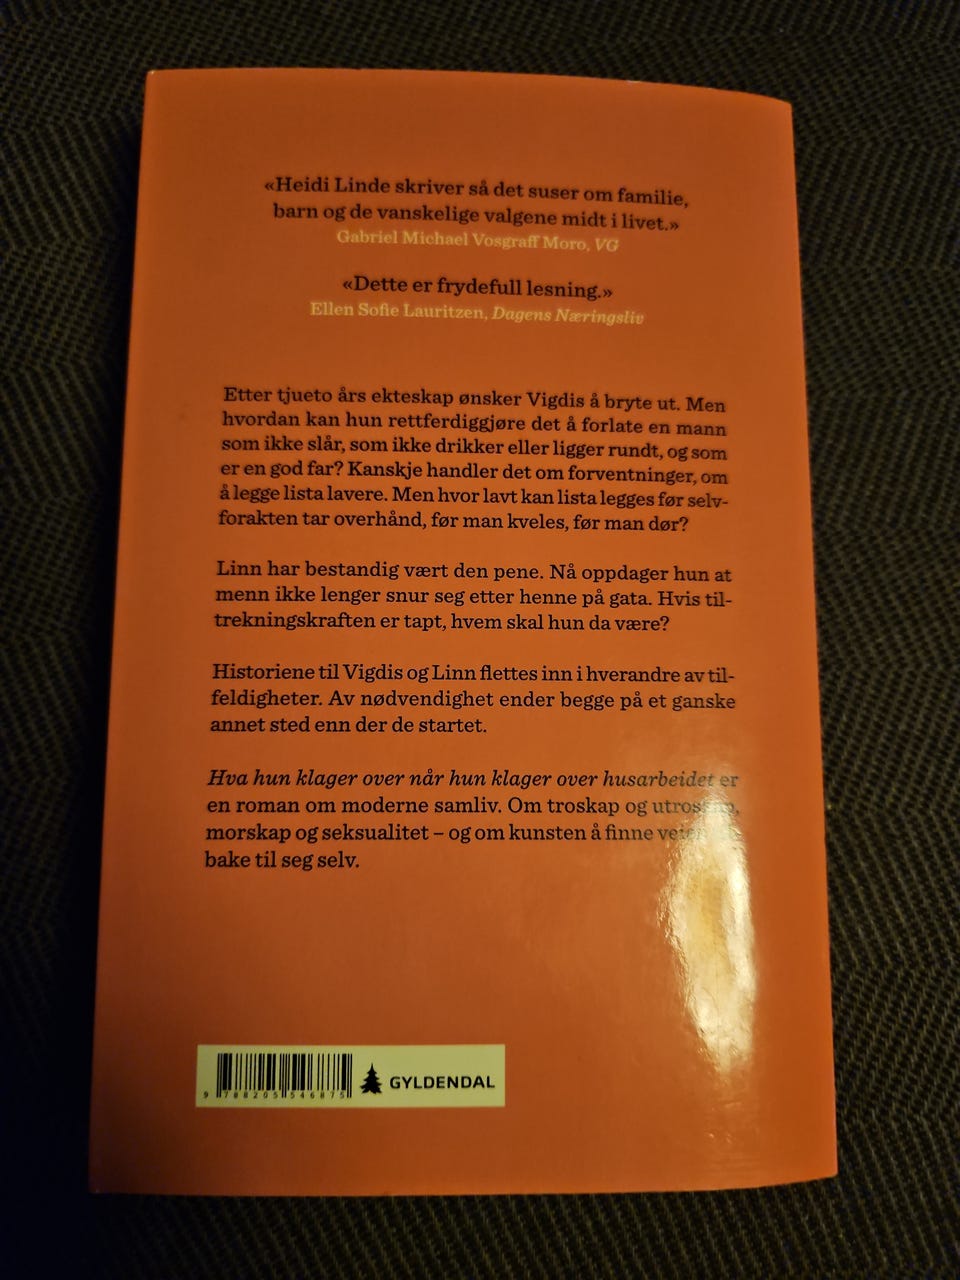 «Heidi Linde skriver så det suser om familie,
barn og de vanskelige valgene midt i livet.»
Gabriel Michael Vosgraff Moro, VG
«Dette er frydefull lesning.»
Ellen Sofie Lauritzen, Dagens Næringsliv
Etter tjueto års ekteskap ønsker Vigdis å bryte ut. Men
hvordan kan hun rettferdiggjøre det å forlate en mann
som ikke slår, som ikke drikker eller ligger rundt, og som
er en god far? Kanskje handler det om forventninger, om
å legge lista lavere. Men hvor lavt kan lista legges før selv-
forakten tar overhånd, før man kveles, før man dør?
Linn har bestandig vært den pene. Nå oppdager hun at
menn ikke lenger snur seg etter henne på gata. Hvis til-
trekningskraften er tapt, hvem skal hun da være?
Historiene til Vigdis og Linn flettes inn i hverandre av til-
feldigheter. Av nødvendighet ender begge på et ganske
annet sted enn der de startet.
Hva hun klager over når hun klager over husarbeidet er
en roman om moderne samliv. Om troskap og utroskap,
morskap og seksualitet – og om kunsten å finne veien
bake til seg selv.
9 788205 546875
GYLDENDAL